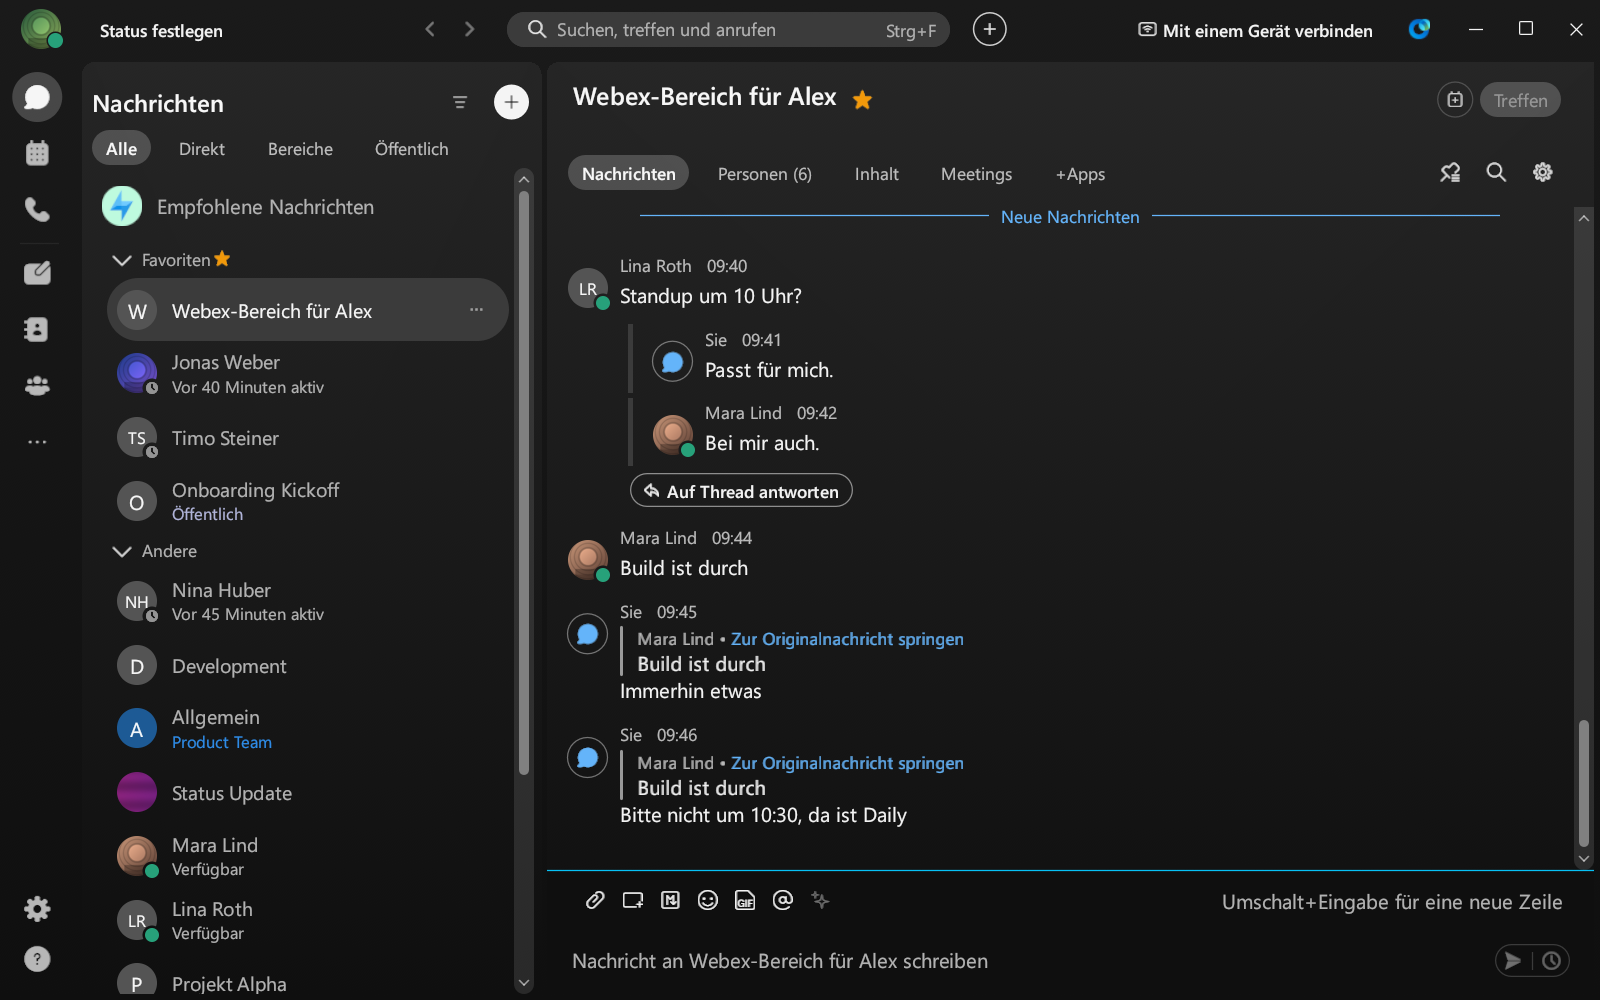 Status festlegen
Suchen, treffen und anrufen
Strg+F
Mit einem Gerät verbinden
Nachrichten
Alle
Direkt
Bereiche
Öffentlich
Empfohlene Nachrichten
Favoriten
W
Webex-Bereich für Alex
Jonas Weber
Vor 40 Minuten aktiv
TS
Timo Steiner
O
Onboarding Kickoff
Öffentlich
Andere
NH
Nina Huber
Vor 45 Minuten aktiv
D
Development
A
Allgemein
Product Team
Status Update
Mara Lind
Verfügbar
LR
Lina Roth
Verfügbar
P
Projekt Alpha
Webex-Bereich für Alex
Treffen
Nachrichten
Personen (6)
Inhalt
Meetings
+Apps
Neue Nachrichten
LR
Lina Roth 09:40
Standup um 10 Uhr?
Sie 09:41
Passt für mich.
Mara Lind 09:42
Bei mir auch.
Auf Thread antworten
Mara Lind 09:44
Build ist durch
Sie 09:45
Mara Lind • Zur Originalnachricht springen
Build ist durch
Immerhin etwas
Sie 09:46
Mara Lind • Zur Originalnachricht springen
Build ist durch
Bitte nicht um 10:30, da ist Daily
GIF
Umschalt+Eingabe für eine neue Zeile
Nachricht an Webex-Bereich für Alex schreiben